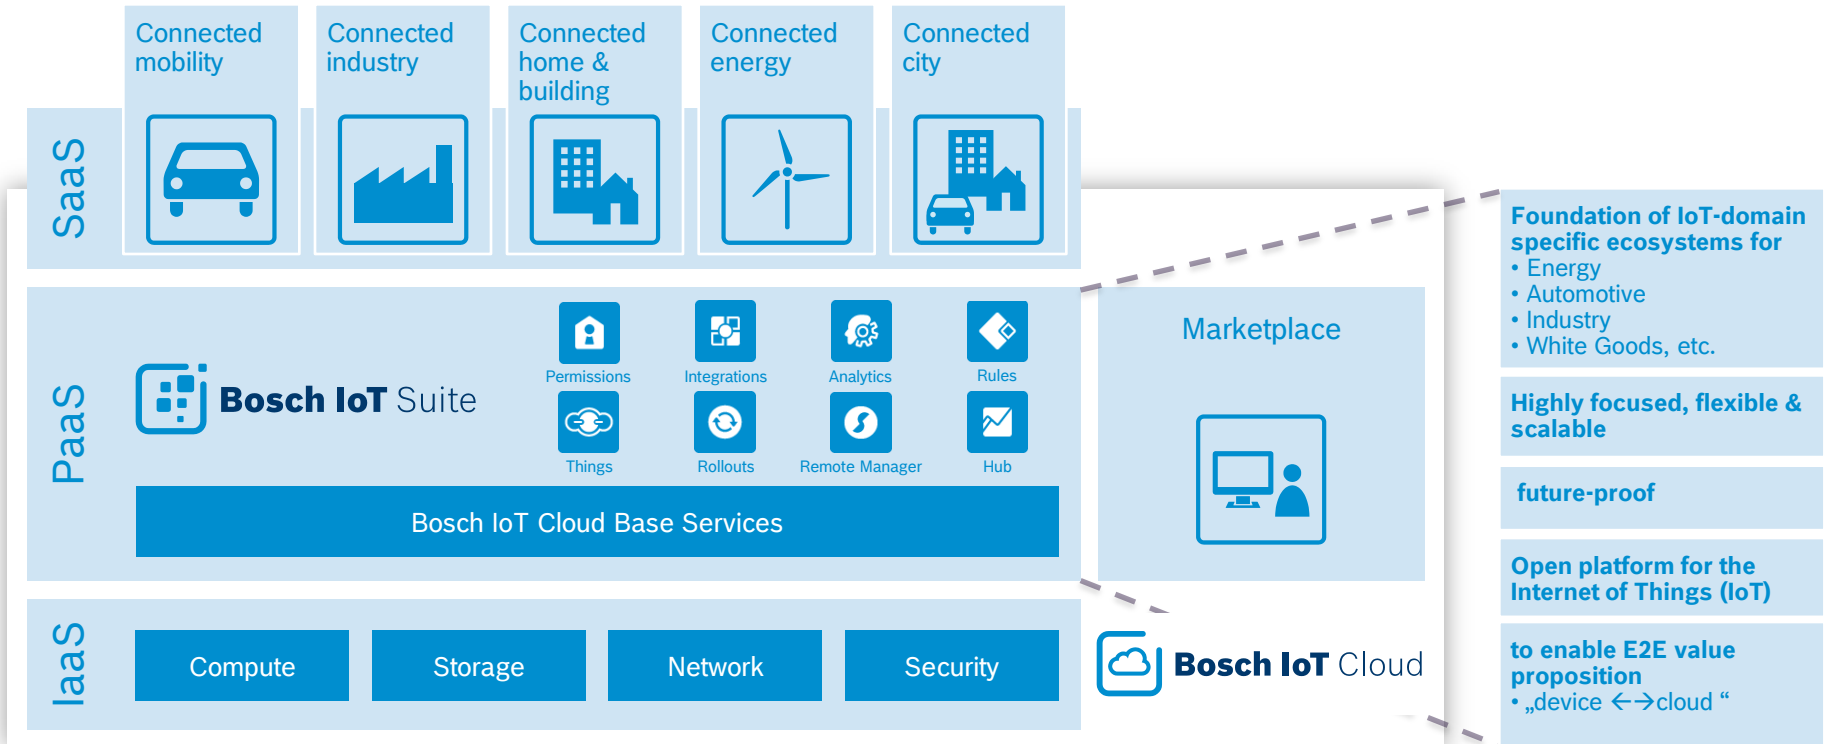 Connected
mobility
Connected
industry
Connected
home &
building
Connected
energy
Connected
city
SaaS
PaaS
Bosch IoT Suite
Permissions
Integrations
Analytics
Rules
Things
Rollouts
Remote Manager
Hub
Bosch IoT Cloud Base Services
Marketplace
IaaS
Compute
Storage
Network
Security
Bosch IoT Cloud
Foundation of IoT-domain
specific ecosystems for
• Energy
• Automotive
• Industry
• White Goods, etc.
Highly focused, flexible &
scalable
future-proof
Open platform for the
Internet of Things (IoT)
to enable E2E value
proposition
• „device ←→cloud “